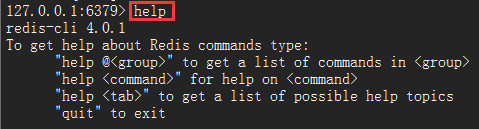 127.0.0.1:6379> help
redis-cli 4.0.1
To get help about Redis commands type:
"help @<group>" to get a list of commands in <group>
"help <command>" for help on <command>
"help <tab>" to get a list of possible help topics
"quit" to exit